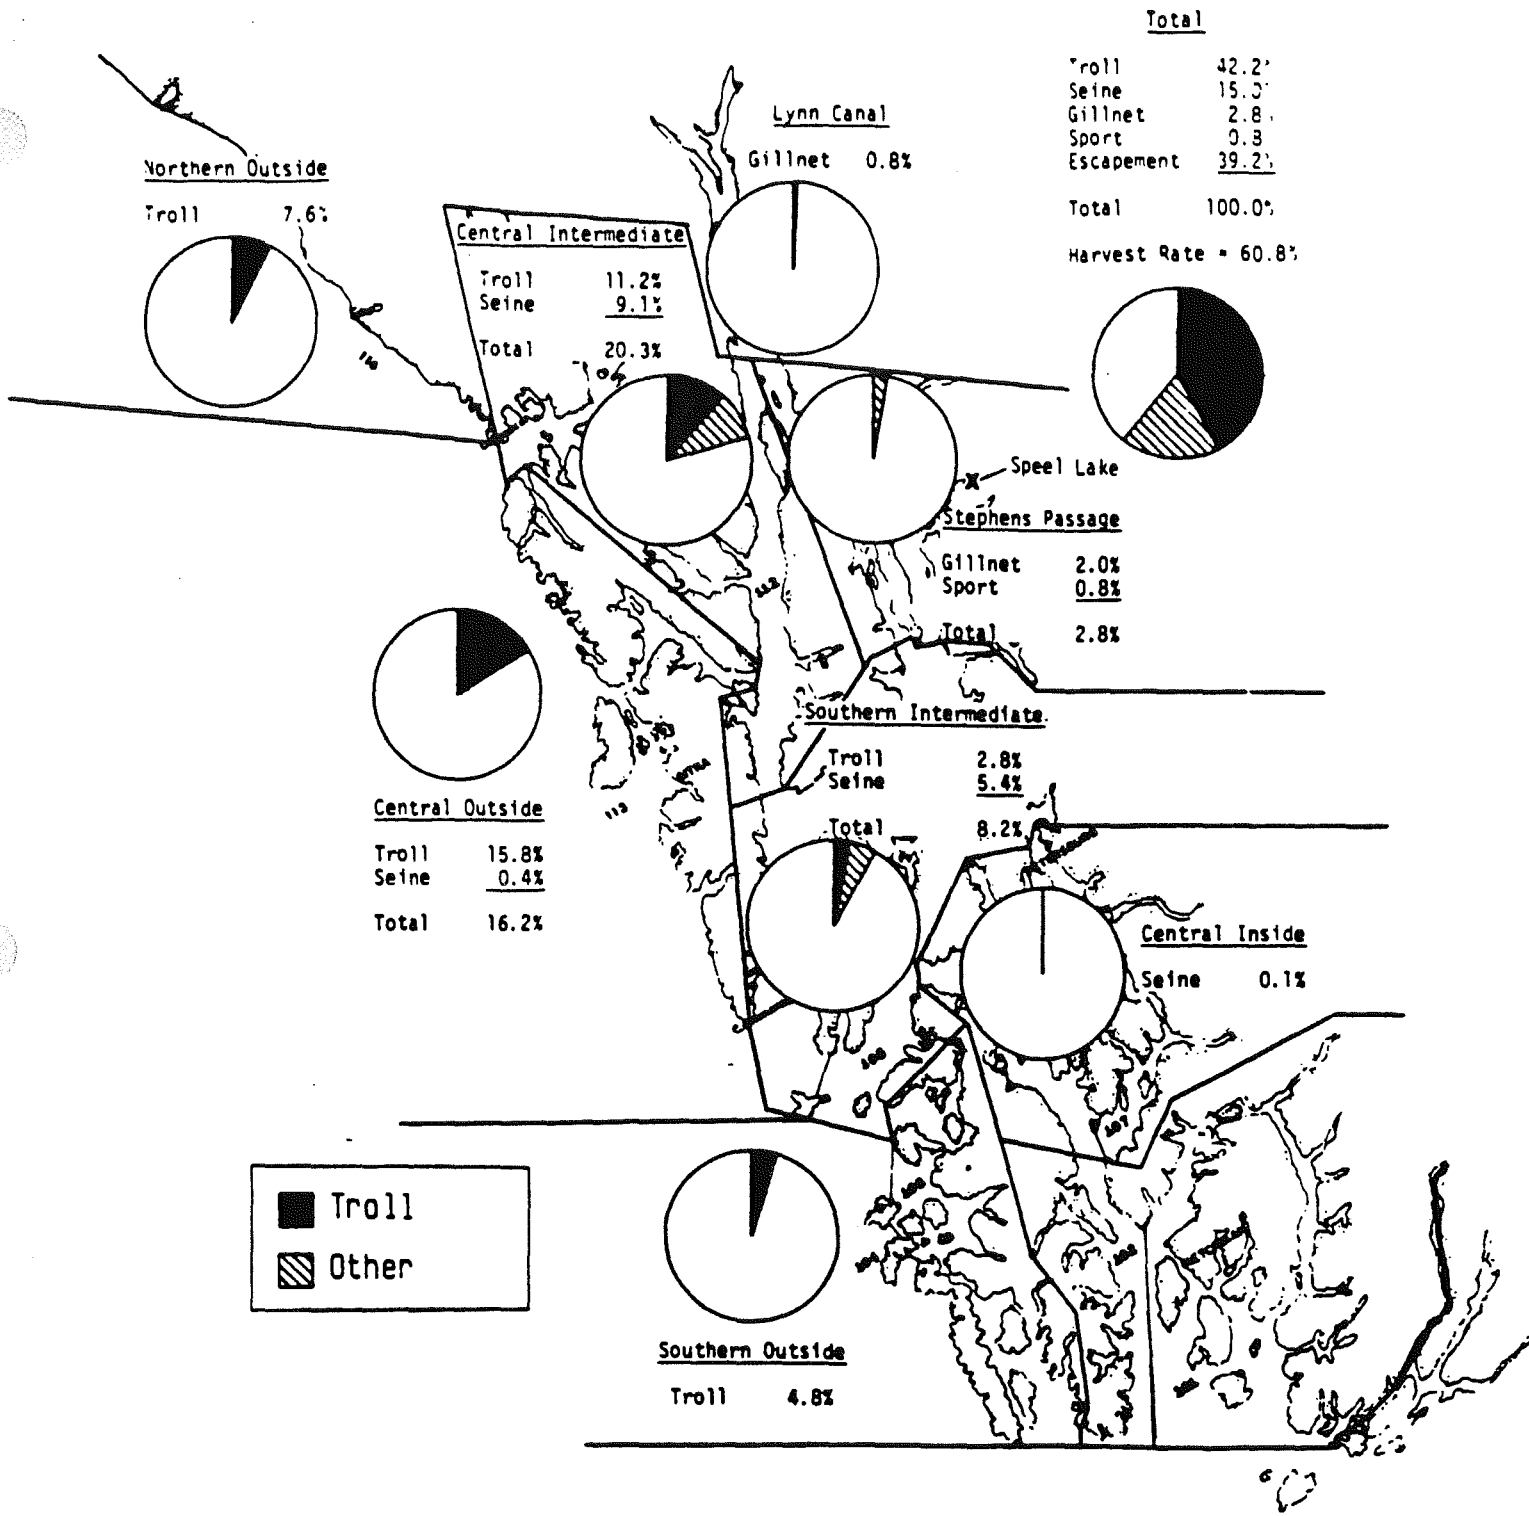 Total
Troll 42.2%
Seine 15.0%
Gillnet 2.8%
Sport 0.8
Escapement 39.2%
Total 100.0%
Harvest Rate = 60.8%
Lynn Canal
Gillnet 0.8%
Northern Outside
Troll 7.6%
Central Intermediate
Troll 11.2%
Seine 9.1%
Total 20.3%
116
Speel Lake
Stephens Passage
Gillnet 2.0%
Sport 0.8%
Total 2.8%
112
Southern Intermediate
Troll 2.8%
Seine 5.4%
Total 8.2%
113
Central Outside
Troll 15.8%
Seine 0.4%
Total 16.2%
Central Inside
Seine 0.1%
107
Troll
Other
Southern Outside
Troll 4.8%